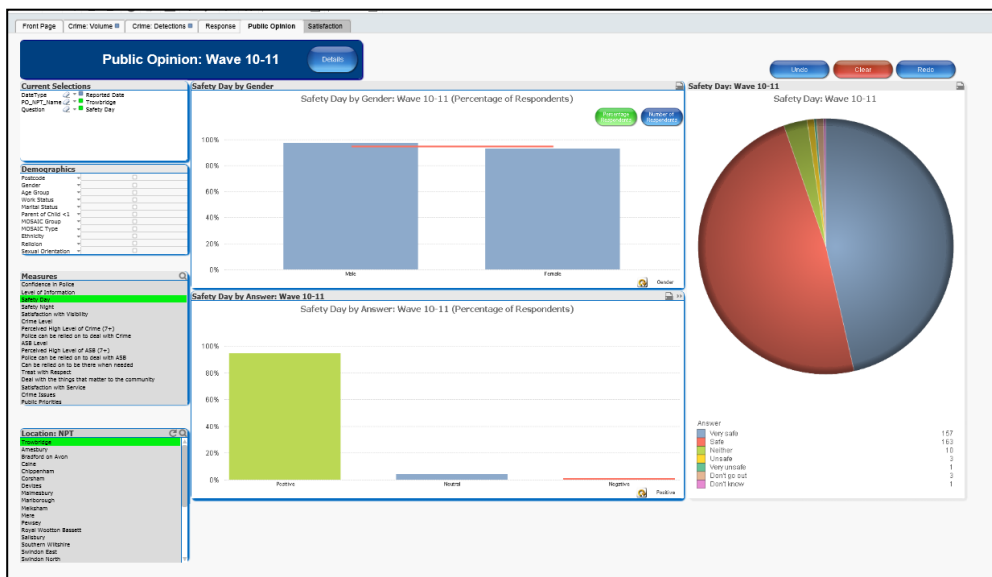 Front Page Crime: Volume Crime: Detections Response Public Opinion Satisfaction
Public Opinion: Wave 10-11
Details
Undo Clear Redo
Current Selections
DateType Reported Date
PO_NPT_Name Trowbridge
Question Safety Day
Demographics
Postcode
Gender
Age Group
Work Status
Marital Status
Parent of Child <1
MOSAIC Group
MOSAIC Type
Ethnicity
Religion
Sexual Orientation
Measures
Confidence in Police
Level of Information
Safety Day
Safety Night
Satisfaction with Visibility
Crime Level
Perceived High Level of Crime (7+)
Police can be relied on to deal with Crime
ASB Level
Perceived High Level of ASB (7+)
Police can be relied on to deal with ASB
Can be relied on to be there when needed
Treat with Respect
Deal with the things that matter to the community
Satisfaction with Service
Crime Issues
Public Priorities
Location: NPT
Trowbridge
Amesbury
Bradford on Avon
Calne
Chippenham
Corsham
Devizes
Malmesbury
Marlborough
Melksham
Mere
Pewsey
Royal Wootton Bassett
Salisbury
Southern Wiltshire
Swindon East
Swindon North
Safety Day by Gender
Safety Day by Gender: Wave 10-11 (Percentage of Respondents)
Percentage
Respondents
Number of
Respondents
100%
80%
60%
40%
20%
0%
Male Female
Gender
Safety Day by Answer: Wave 10-11
Safety Day by Answer: Wave 10-11 (Percentage of Respondents)
100%
80%
60%
40%
20%
0%
Positive Neutral Negative
Positive
Safety Day: Wave 10-11
Safety Day: Wave 10-11
Answer
Very safe 157
Safe 163
Neither 10
Unsafe 3
Very unsafe 1
Don't go out 3
Don't know 1